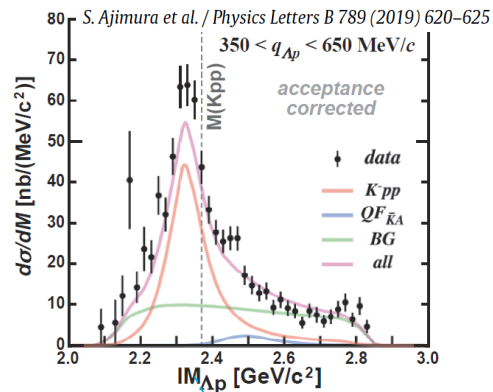 S. Ajimura et al. / Physics Letters B 789 (2019) 620–625
80
350 < q_Λp < 650 MeV/c
70
M(Kpp)
acceptance
corrected
60
50
data
40
K⁻pp
QF_K̄A
30
BG
all
20
10
0
2.0 2.2 2.4 2.6 2.8 3.0
dσ/dM [nb/(MeV/c²)]
IM_Λp [GeV/c²]